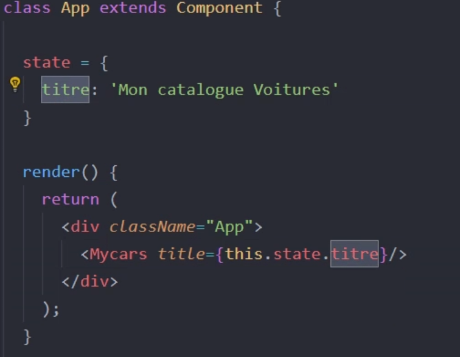 class App extends Component {
state = {
titre: 'Mon catalogue Voitures'
}
render() {
return (
<div className="App">
<Mycars title={this.state.titre}/>
</div>
);
}